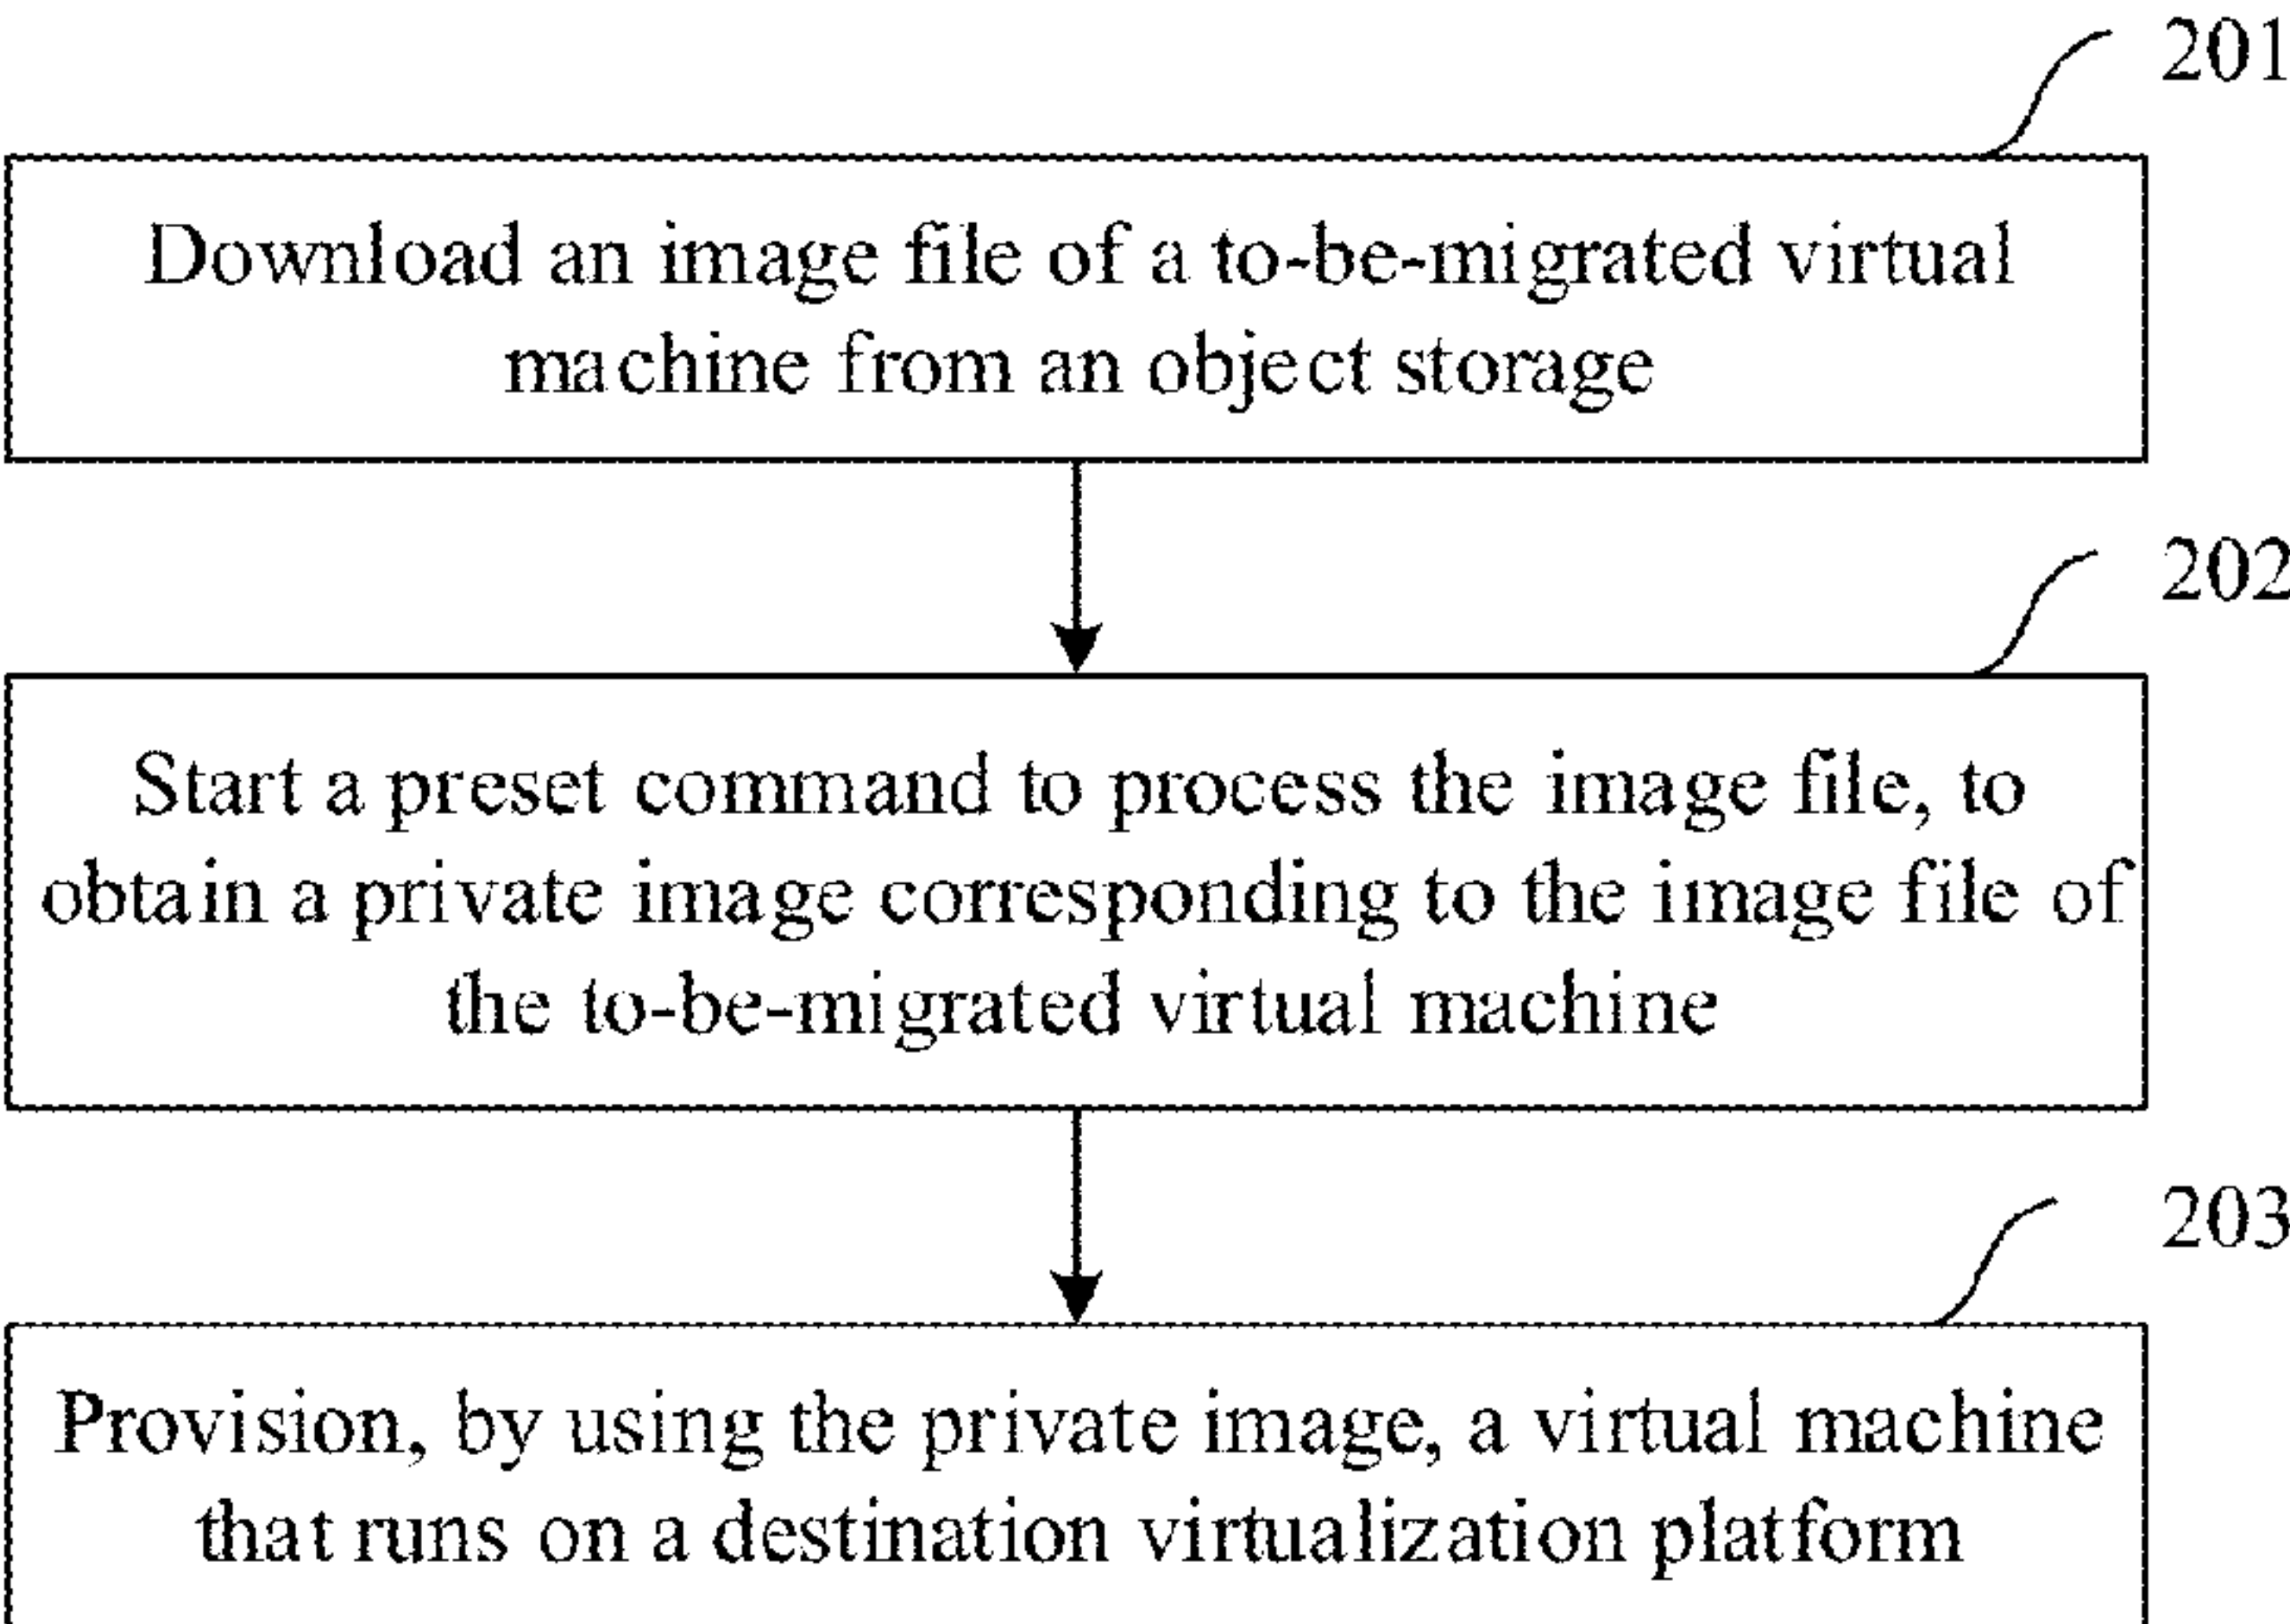 201
Download an image file of a to-be-migrated virtual
machine from an object storage
202
Start a preset command to process the image file, to
obtain a private image corresponding to the image file of
the to-be-migrated virtual machine
203
Provision, by using the private image, a virtual machine
that runs on a destination virtualization platform